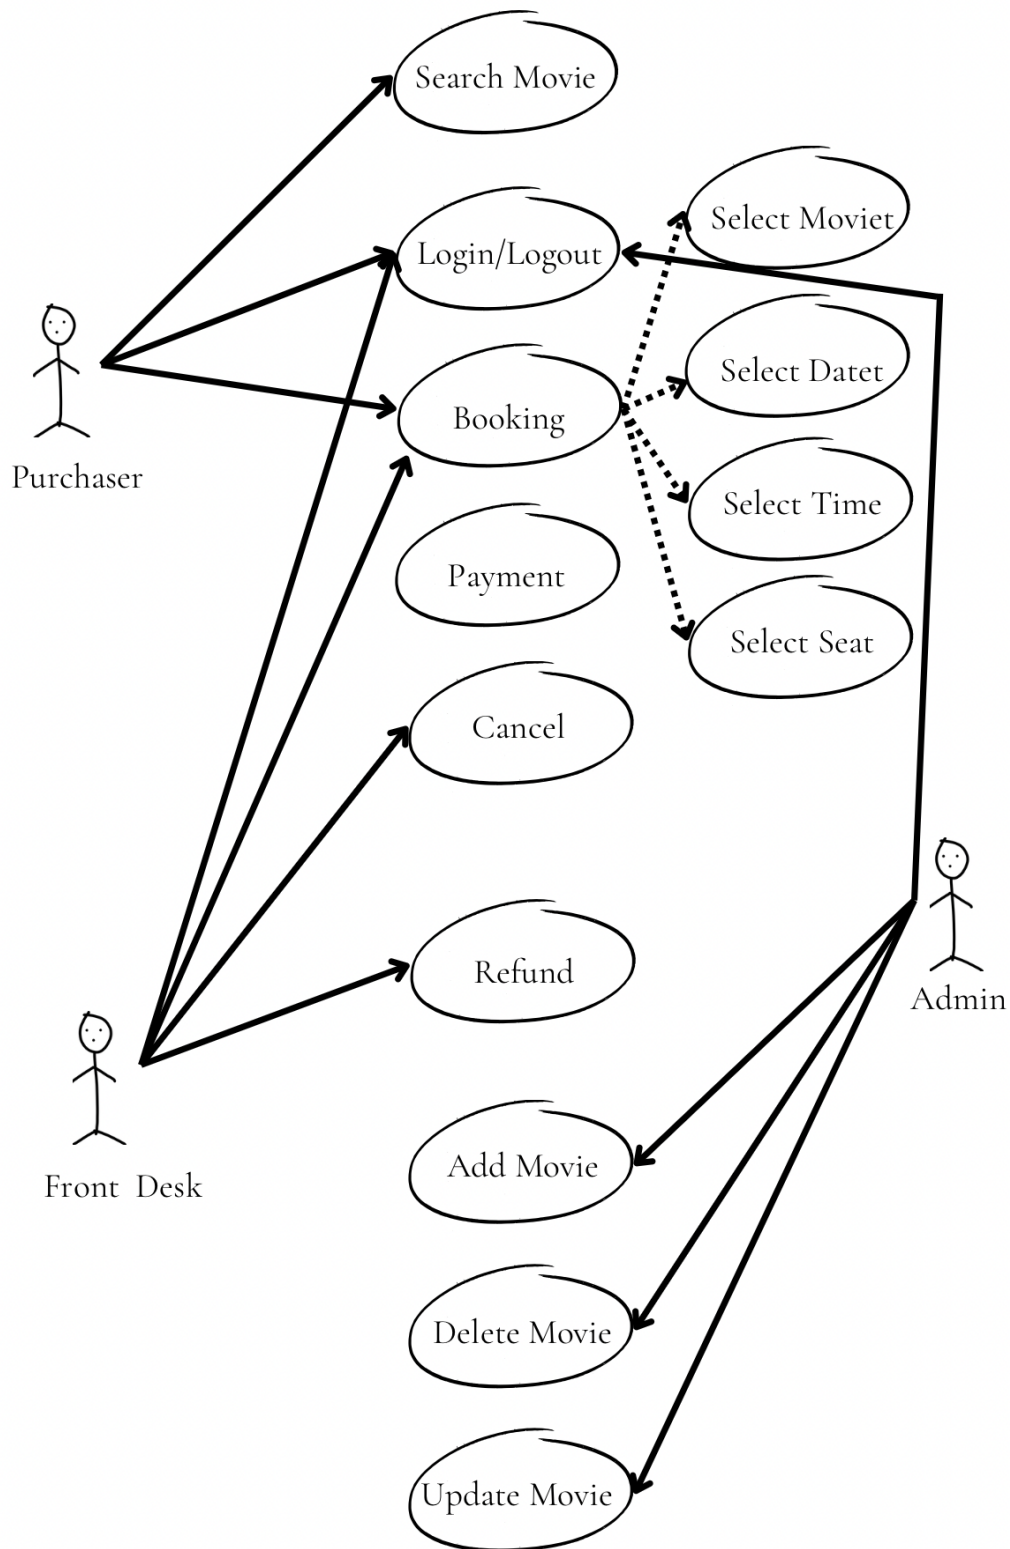 Search Movie
Select Moviet
Login/Logout
Select Datet
Booking
Purchaser
Select Time
Payment
Select Seat
Cancel
Refund
Admin
Add Movie
Front Desk
Delete Movie
Update Movie